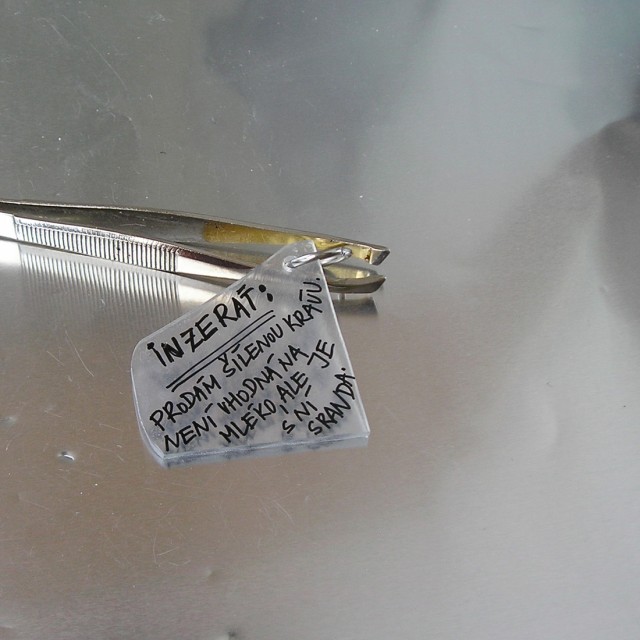 INZERÁT:
PRODÁM ŠÍLENOU KRÁVU.
NENÍ VHODNÁ NA
MLÉKO, ALE JE
S NÍ
SRANDA.